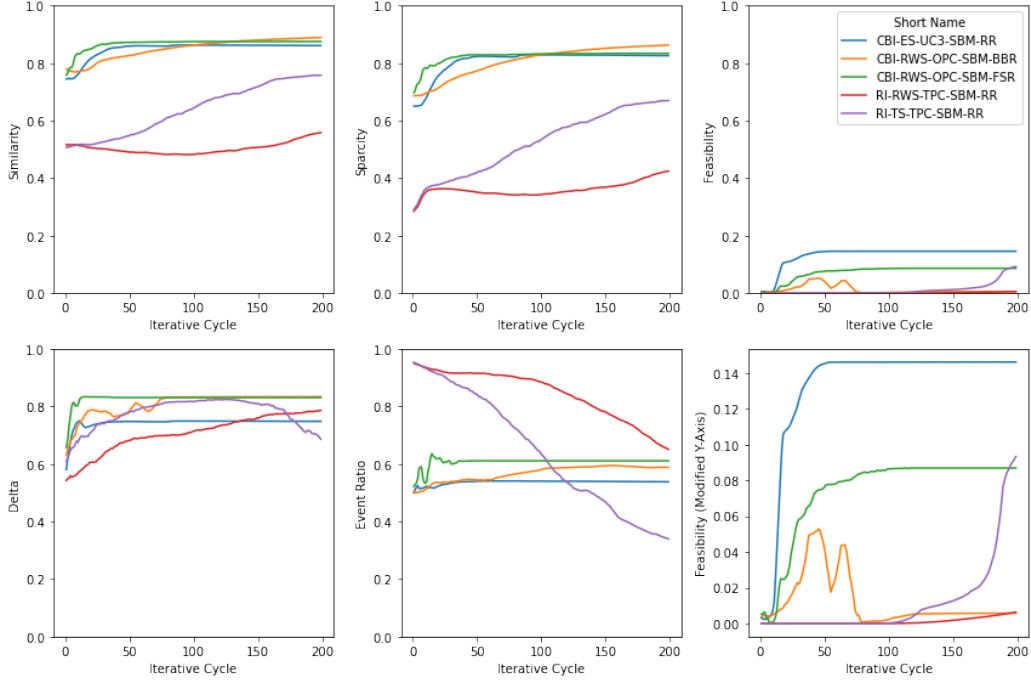 Similarity
1.0
0.8
0.6
0.4
0.2
0.0
0 50 100 150 200
Iterative Cycle
Sparcity
1.0
0.8
0.6
0.4
0.2
0.0
0 50 100 150 200
Iterative Cycle
Feasibility
1.0
0.8
0.6
0.4
0.2
0.0
0 50 100 150 200
Iterative Cycle
Short Name
CBI-ES-UC3-SBM-RR
CBI-RWS-OPC-SBM-BBR
CBI-RWS-OPC-SBM-FSR
RI-RWS-TPC-SBM-RR
RI-TS-TPC-SBM-RR
Delta
1.0
0.8
0.6
0.4
0.2
0.0
0 50 100 150 200
Iterative Cycle
Event Ratio
1.0
0.8
0.6
0.4
0.2
0.0
0 50 100 150 200
Iterative Cycle
Feasibility (Modified Y-Axis)
0.14
0.12
0.10
0.08
0.06
0.04
0.02
0.00
0 50 100 150 200
Iterative Cycle